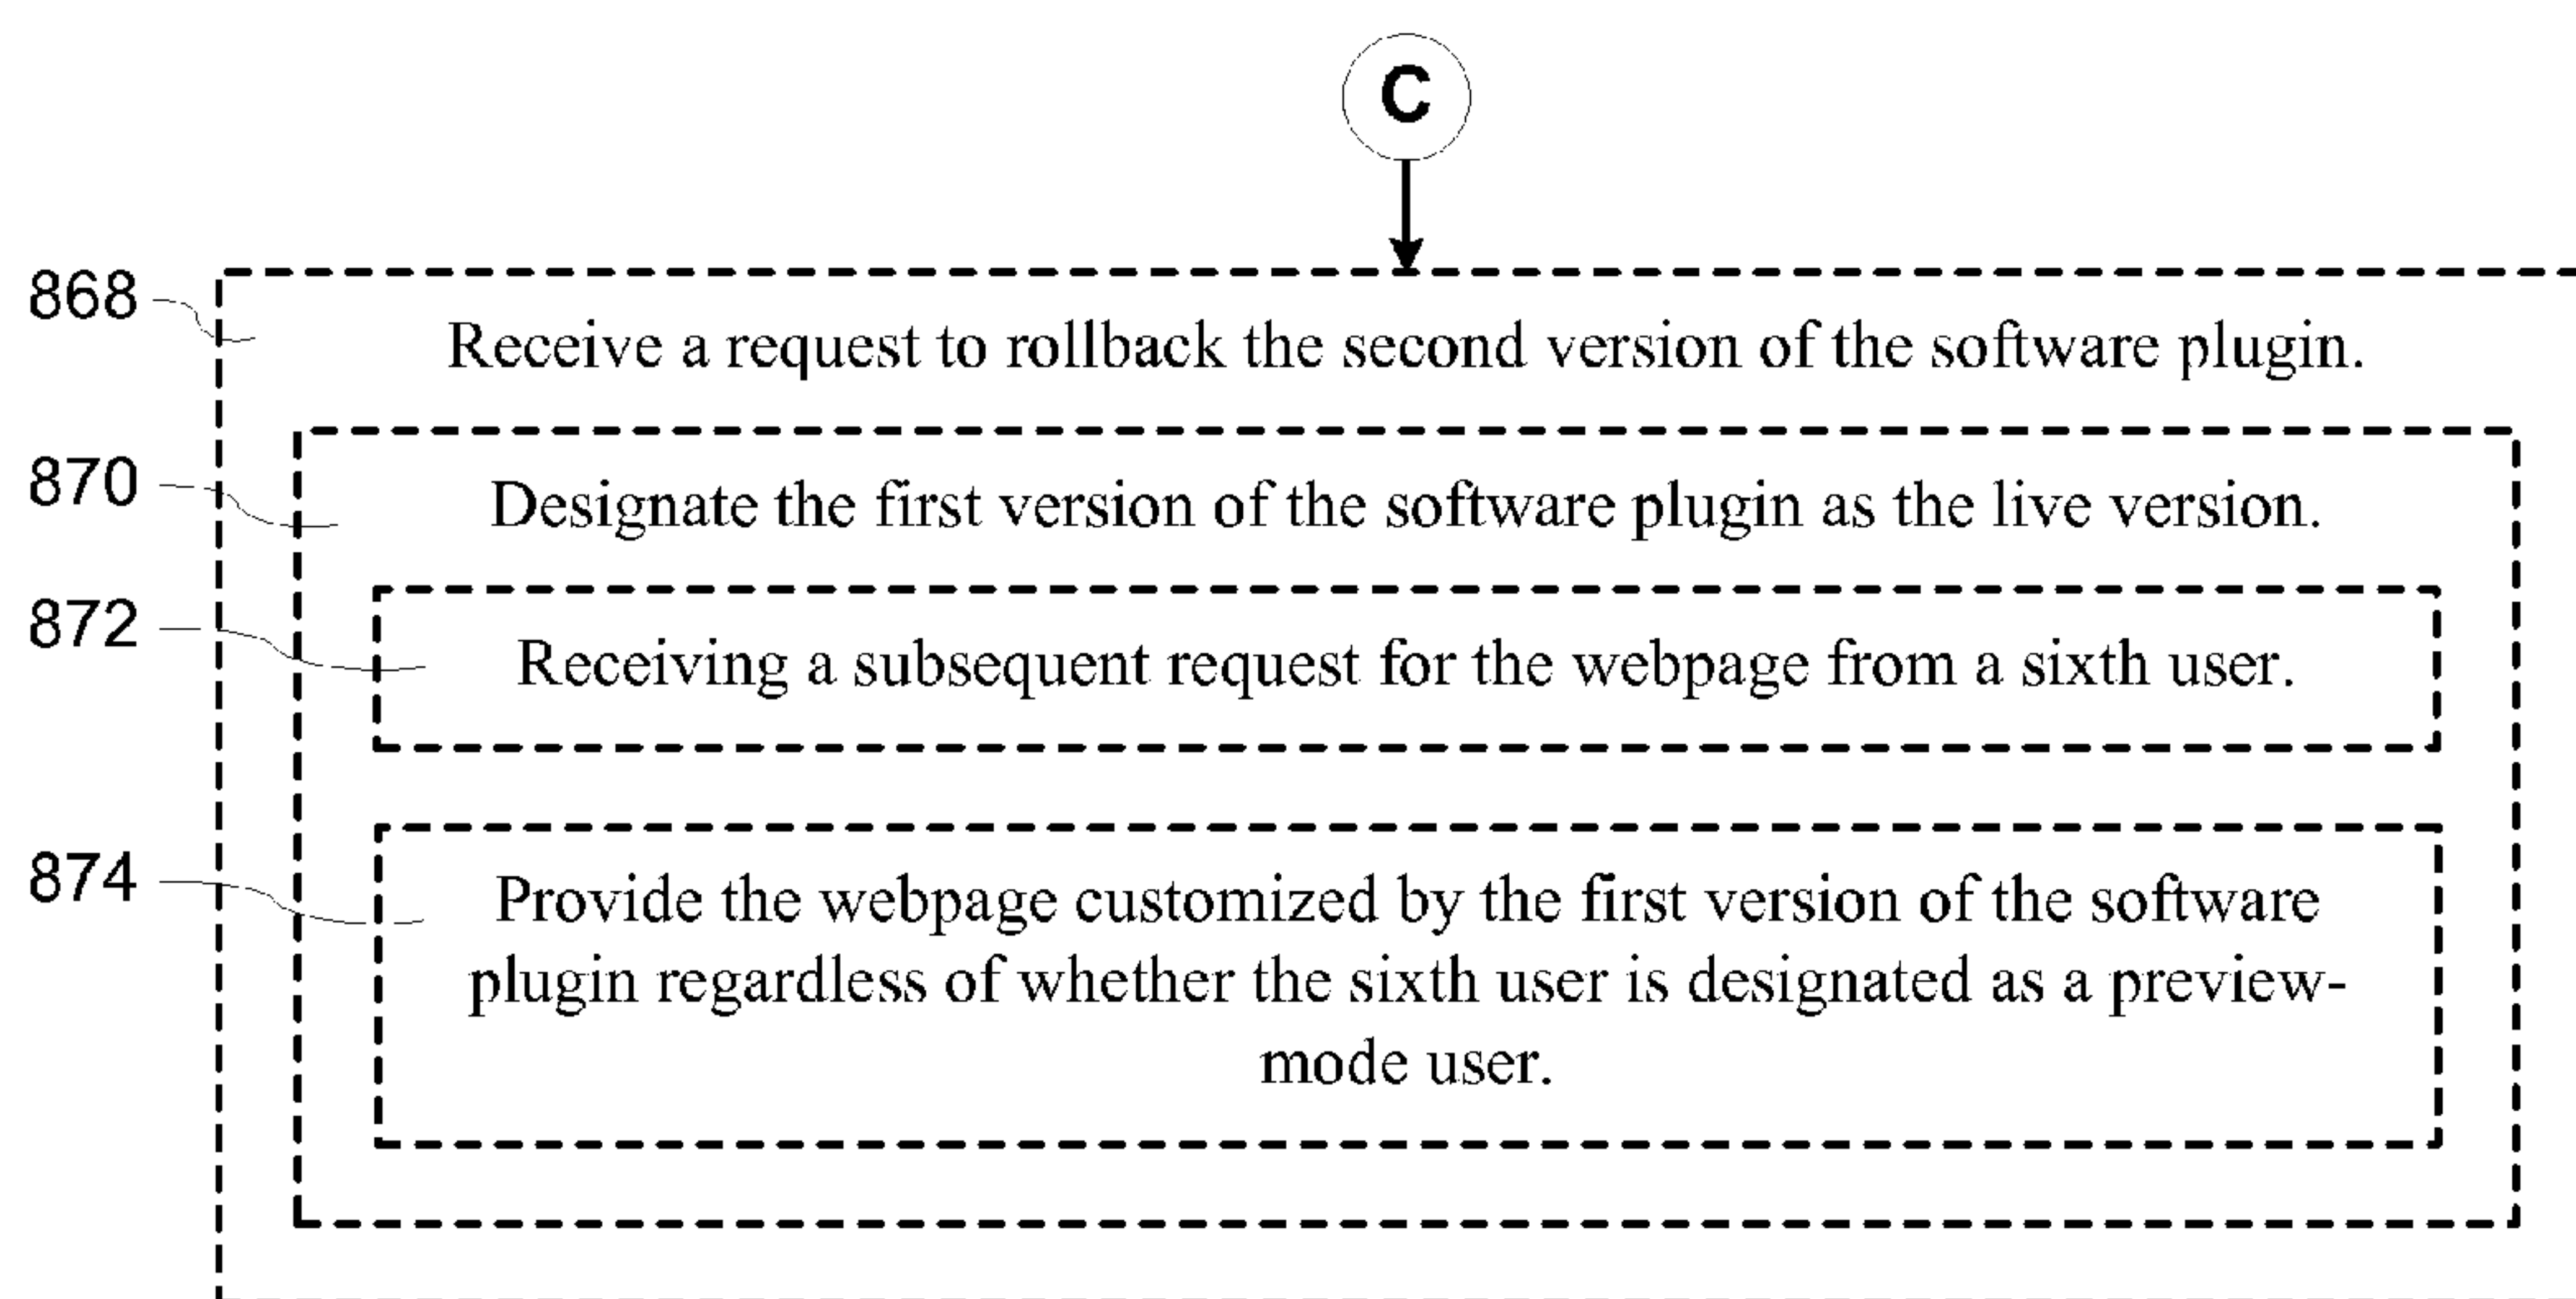 C
868
Receive a request to rollback the second version of the software plugin.
870
Designate the first version of the software plugin as the live version.
872
Receiving a subsequent request for the webpage from a sixth user.
874
Provide the webpage customized by the first version of the software
plugin regardless of whether the sixth user is designated as a preview-
mode user.